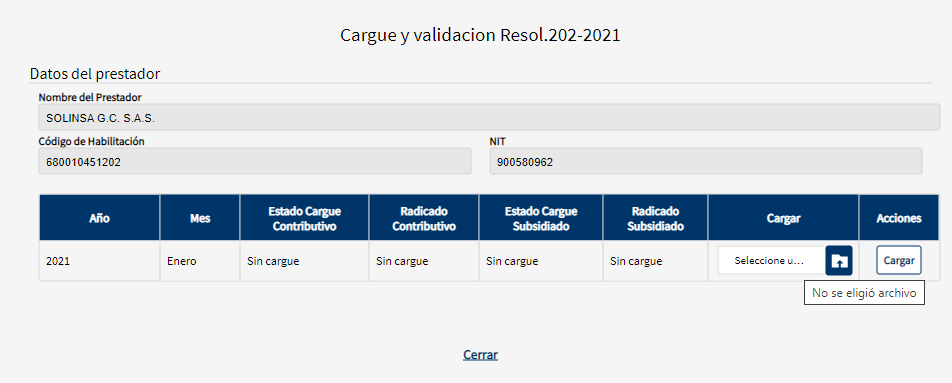 Cargue y validacion Resol.202-2021
Datos del prestador
Nombre del Prestador
SOLINSA G.C. S.A.S.
Código de Habilitación NIT
680010451202 900580962
Año Mes Estado Cargue Contributivo Radicado Contributivo Estado Cargue Subsidiado Radicado Subsidiado Cargar Acciones
2021 Enero Sin cargue Sin cargue Sin cargue Sin cargue Seleccione u... Cargar
No se eligió archivo
Cerrar